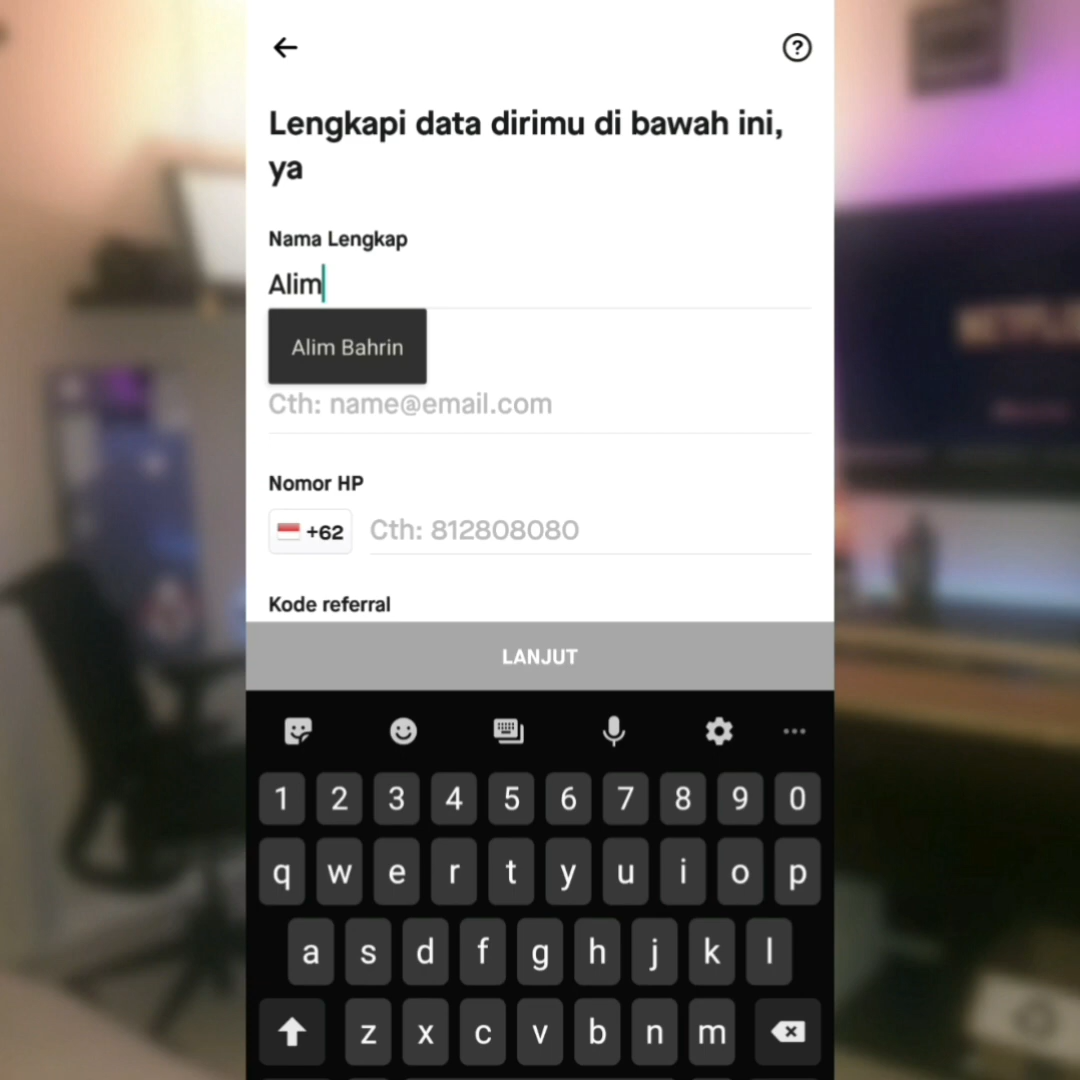 Lengkapi data dirimu di bawah ini,
ya
Nama Lengkap
Alim
Alim Bahrin
Cth: name@email.com
Nomor HP
+62 Cth: 812808080
Kode referral
LANJUT
1 2 3 4 5 6 7 8 9 0
q w e r t y u i o p
a s d f g h j k l
z x c v b n m